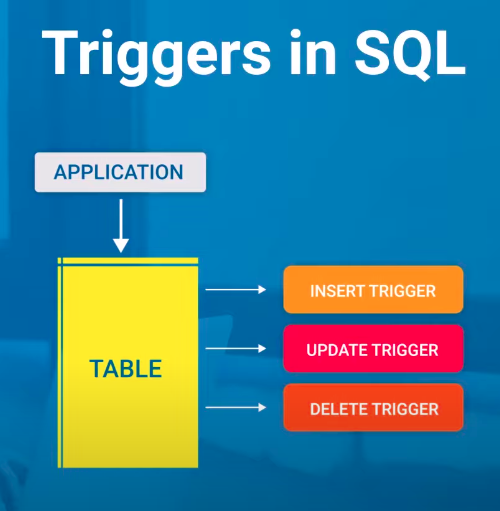 Triggers in SQL
APPLICATION
TABLE
INSERT TRIGGER
UPDATE TRIGGER
DELETE TRIGGER